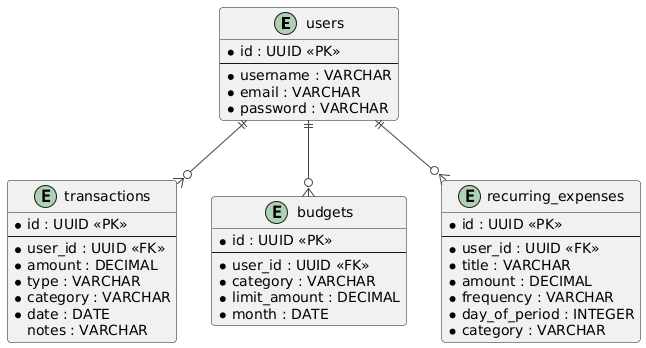 E users
* id : UUID «PK»
* username : VARCHAR
* email : VARCHAR
* password : VARCHAR
E transactions
* id : UUID «PK»
* user_id : UUID «FK»
* amount : DECIMAL
* type : VARCHAR
* category : VARCHAR
* date : DATE
notes : VARCHAR
E budgets
* id : UUID «PK»
* user_id : UUID «FK»
* category : VARCHAR
* limit_amount : DECIMAL
* month : DATE
E recurring_expenses
* id : UUID «PK»
* user_id : UUID «FK»
* title : VARCHAR
* amount : DECIMAL
* frequency : VARCHAR
* day_of_period : INTEGER
* category : VARCHAR